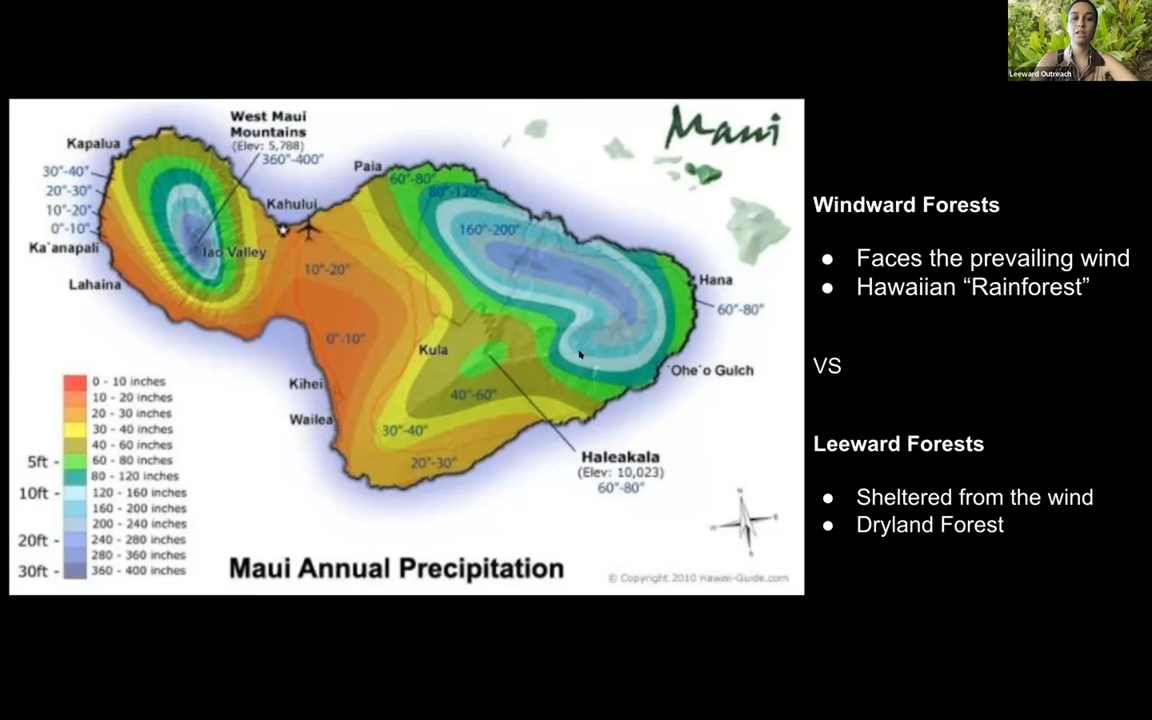 Leeward Outreach
Maui
West Maui
Mountains
(Elev: 5,788)
360"-400"
Kapalua
30"-40"
20"-30"
10"-20"
0"-10"
Ka`anapali
Lahaina
Iao Valley
Kahului
Paia
60"-80"
80"-120"
160"-200"
10"-20"
0"-10"
Kula
Kihei
Wailea
40"-60"
30"-40"
20"-30"
Hana
60"-80"
`Ohe`o Gulch
Haleakala
(Elev: 10,023)
60"-80"
0 - 10 inches
10 - 20 inches
20 - 30 inches
30 - 40 inches
40 - 60 inches
5ft - 60 - 80 inches
80 - 120 inches
10ft - 120 - 160 inches
160 - 200 inches
200 - 240 inches
20ft - 240 - 280 inches
280 - 360 inches
30ft - 360 - 400 inches
Maui Annual Precipitation
© Copyright 2010 Hawaii-Guide.com
Windward Forests
● Faces the prevailing wind
● Hawaiian “Rainforest”
VS
Leeward Forests
● Sheltered from the wind
● Dryland Forest